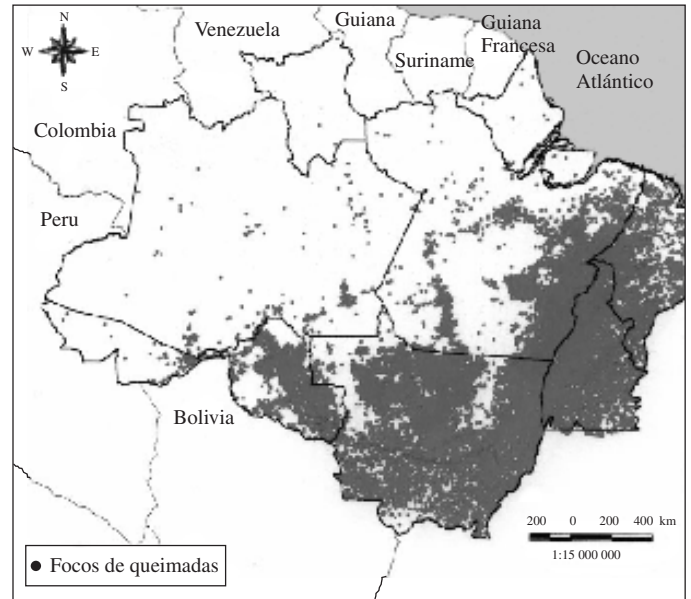 N
W E
S
Venezuela
Guiana
Guiana
Francesa
Suriname
Oceano
Atlántico
Colombia
Peru
Bolivia
200 0 200 400 km
1:15 000 000
Focos de queimadas